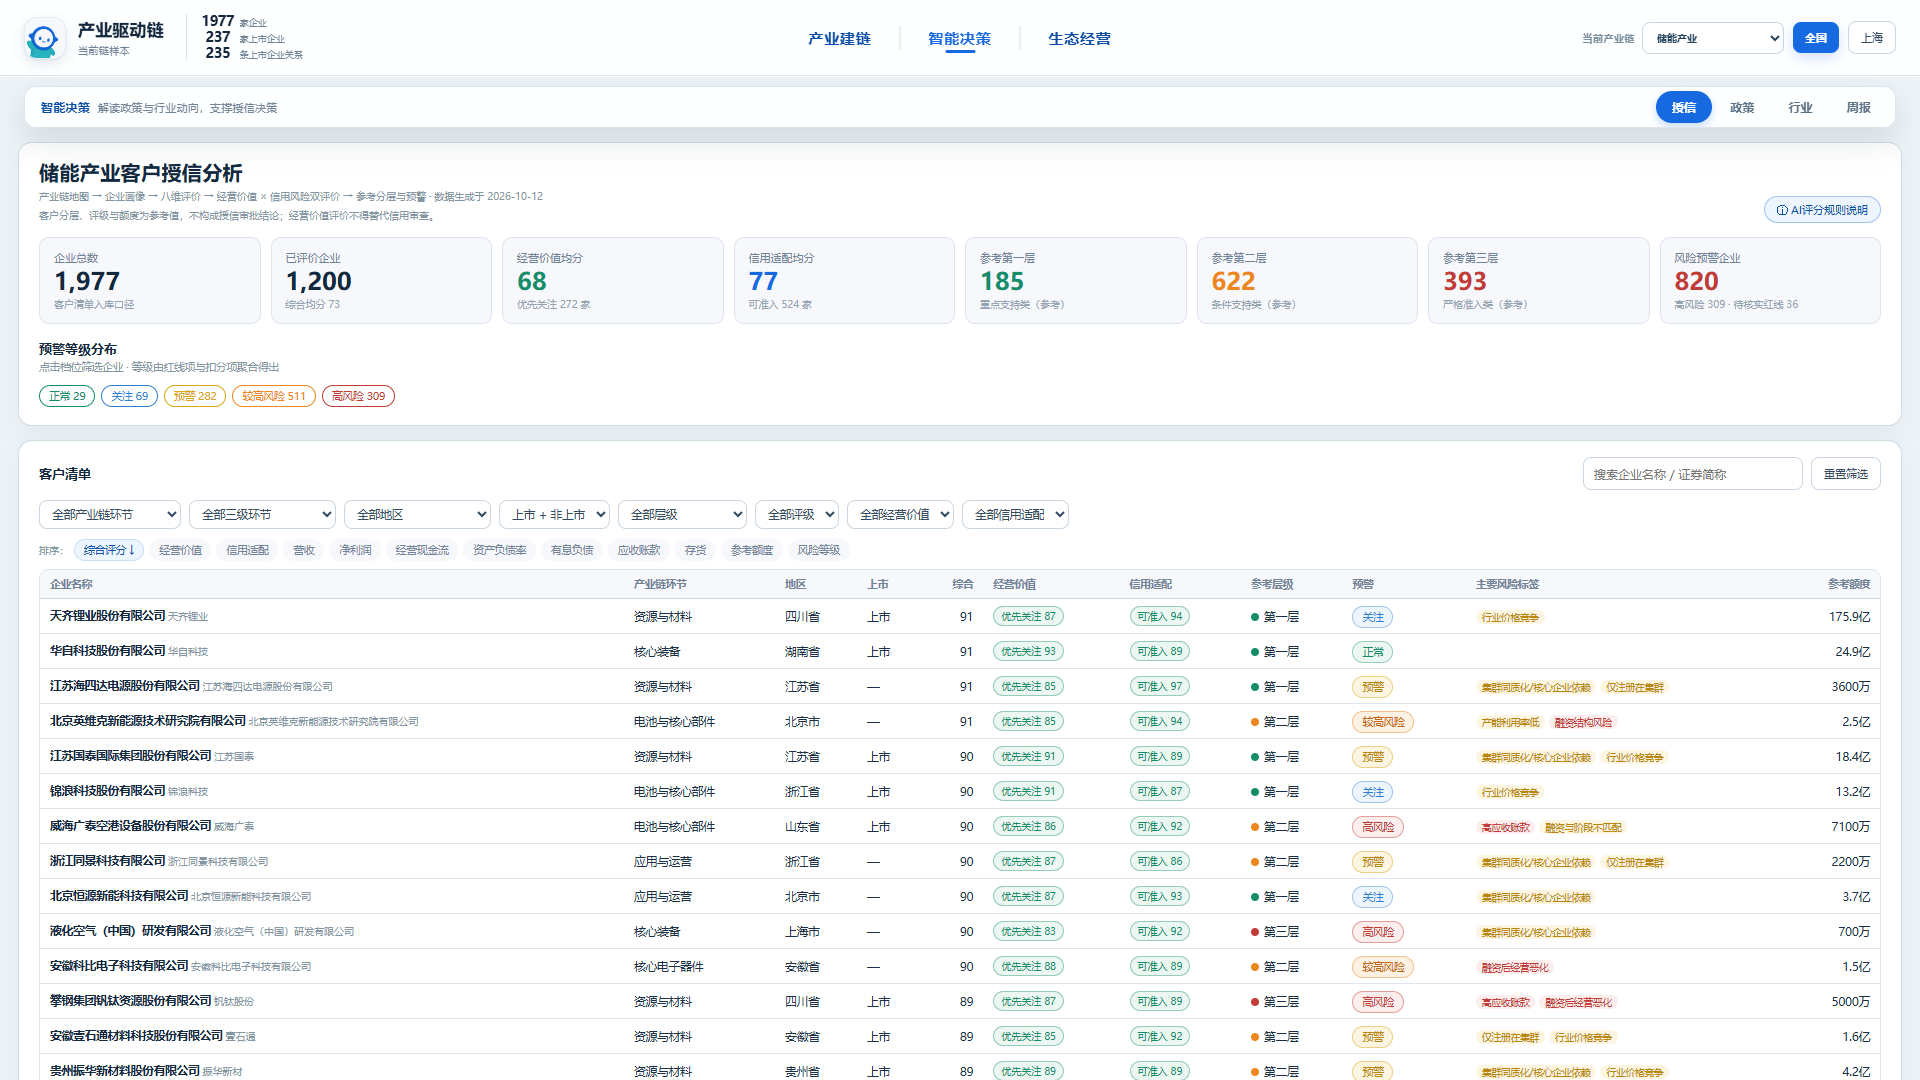 产业驱动链
当前链样本
1977 家企业
237 家上市企业
235 条上市企业关系
产业建链
智能决策
生态经营
当前产业链 储能产业 全国 上海
智能决策 解读政策与行业动向，支撑授信决策
授信 政策 行业 周报
储能产业客户授信分析
产业链地图 → 企业画像 → 八维评价 → 经营价值 × 信用风险双评价 → 参考分层与预警 · 数据生成于 2026-10-12
客户分层、评级与额度为参考值，不构成授信审批结论；经营价值评价不得替代信用审查。
AI评分规则说明
企业总数
1,977
客户清单入库口径
已评价企业
1,200
综合均分 73
经营价值均分
68
优先关注 272 家
信用适配均分
77
可准入 524 家
参考第一层
185
重点支持类（参考）
参考第二层
622
条件支持类（参考）
参考第三层
393
严格准入类（参考）
风险预警企业
820
高风险 309 · 待核实红线 36
预警等级分布
点击档位筛选企业 · 等级由红线项与扣分项聚合得出
正常 29 关注 69 预警 282 较高风险 511 高风险 309
客户清单
搜索企业名称 / 证券简称 重置筛选
全部产业链环节 全部三级环节 全部地区 上市 + 非上市 全部层级 全部评级 全部经营价值 全部信用适配
排序: 综合评分↓ 经营价值 信用适配 营收 净利润 经营现金流 资产负债率 有息负债 应收账款 存货 参考额度 风险等级
企业名称 产业链环节 地区 上市 综合 经营价值 信用适配 参考层级 预警 主要风险标签 参考额度
天齐锂业股份有限公司 天齐锂业 资源与材料 四川省 上市 91 优先关注 87 可准入 94 第一层 关注 行业价格竞争 175.9亿
华自科技股份有限公司 华自科技 核心装备 湖南省 上市 91 优先关注 93 可准入 89 第一层 正常 24.9亿
江苏海四达电源股份有限公司 江苏海四达电源股份有限公司 资源与材料 江苏省 — 91 优先关注 85 可准入 97 第一层 预警 集群同质化/核心企业依赖 仅注册在集群 3600万
北京英维克新能源技术研究院有限公司 北京英维克新能源技术研究院有限公司 电池与核心部件 北京市 — 91 优先关注 85 可准入 94 第二层 较高风险 产能利用率低 融资结构风险 2.5亿
江苏国泰国际集团股份有限公司 江苏国泰 资源与材料 江苏省 上市 90 优先关注 91 可准入 89 第一层 预警 集群同质化/核心企业依赖 行业价格竞争 18.4亿
锦浪科技股份有限公司 锦浪科技 电池与核心部件 浙江省 上市 90 优先关注 91 可准入 87 第一层 关注 行业价格竞争 13.2亿
威海广泰空港设备股份有限公司 威海广泰 电池与核心部件 山东省 上市 90 优先关注 86 可准入 92 第二层 高风险 高应收账款 融资与阶段不匹配 7100万
浙江同景科技有限公司 浙江同景科技有限公司 应用与运营 浙江省 — 90 优先关注 87 可准入 86 第二层 预警 集群同质化/核心企业依赖 仅注册在集群 2200万
北京恒源新能科技有限公司 北京恒源新能科技有限公司 应用与运营 北京市 — 90 优先关注 87 可准入 93 第一层 关注 集群同质化/核心企业依赖 3.7亿
液化空气（中国）研发有限公司 液化空气（中国）研发有限公司 核心装备 上海市 — 90 优先关注 83 可准入 92 第三层 高风险 集群同质化/核心企业依赖 700万
安徽科比电子科技有限公司 安徽科比电子科技有限公司 核心电子器件 安徽省 — 90 优先关注 88 可准入 89 第二层 较高风险 融资后经营恶化 1.5亿
攀钢集团钒钛资源股份有限公司 钒钛股份 资源与材料 四川省 上市 89 优先关注 87 可准入 89 第三层 高风险 高应收账款 融资后经营恶化 5000万
安徽壹石通材料科技股份有限公司 壹石通 资源与材料 安徽省 上市 89 优先关注 85 可准入 92 第二层 预警 仅注册在集群 行业价格竞争 1.6亿
贵州振华新材料股份有限公司 振华新材 资源与材料 贵州省 上市 89 优先关注 89 可准入 89 第二层 预警 集群同质化/核心企业依赖 行业价格竞争 4.2亿